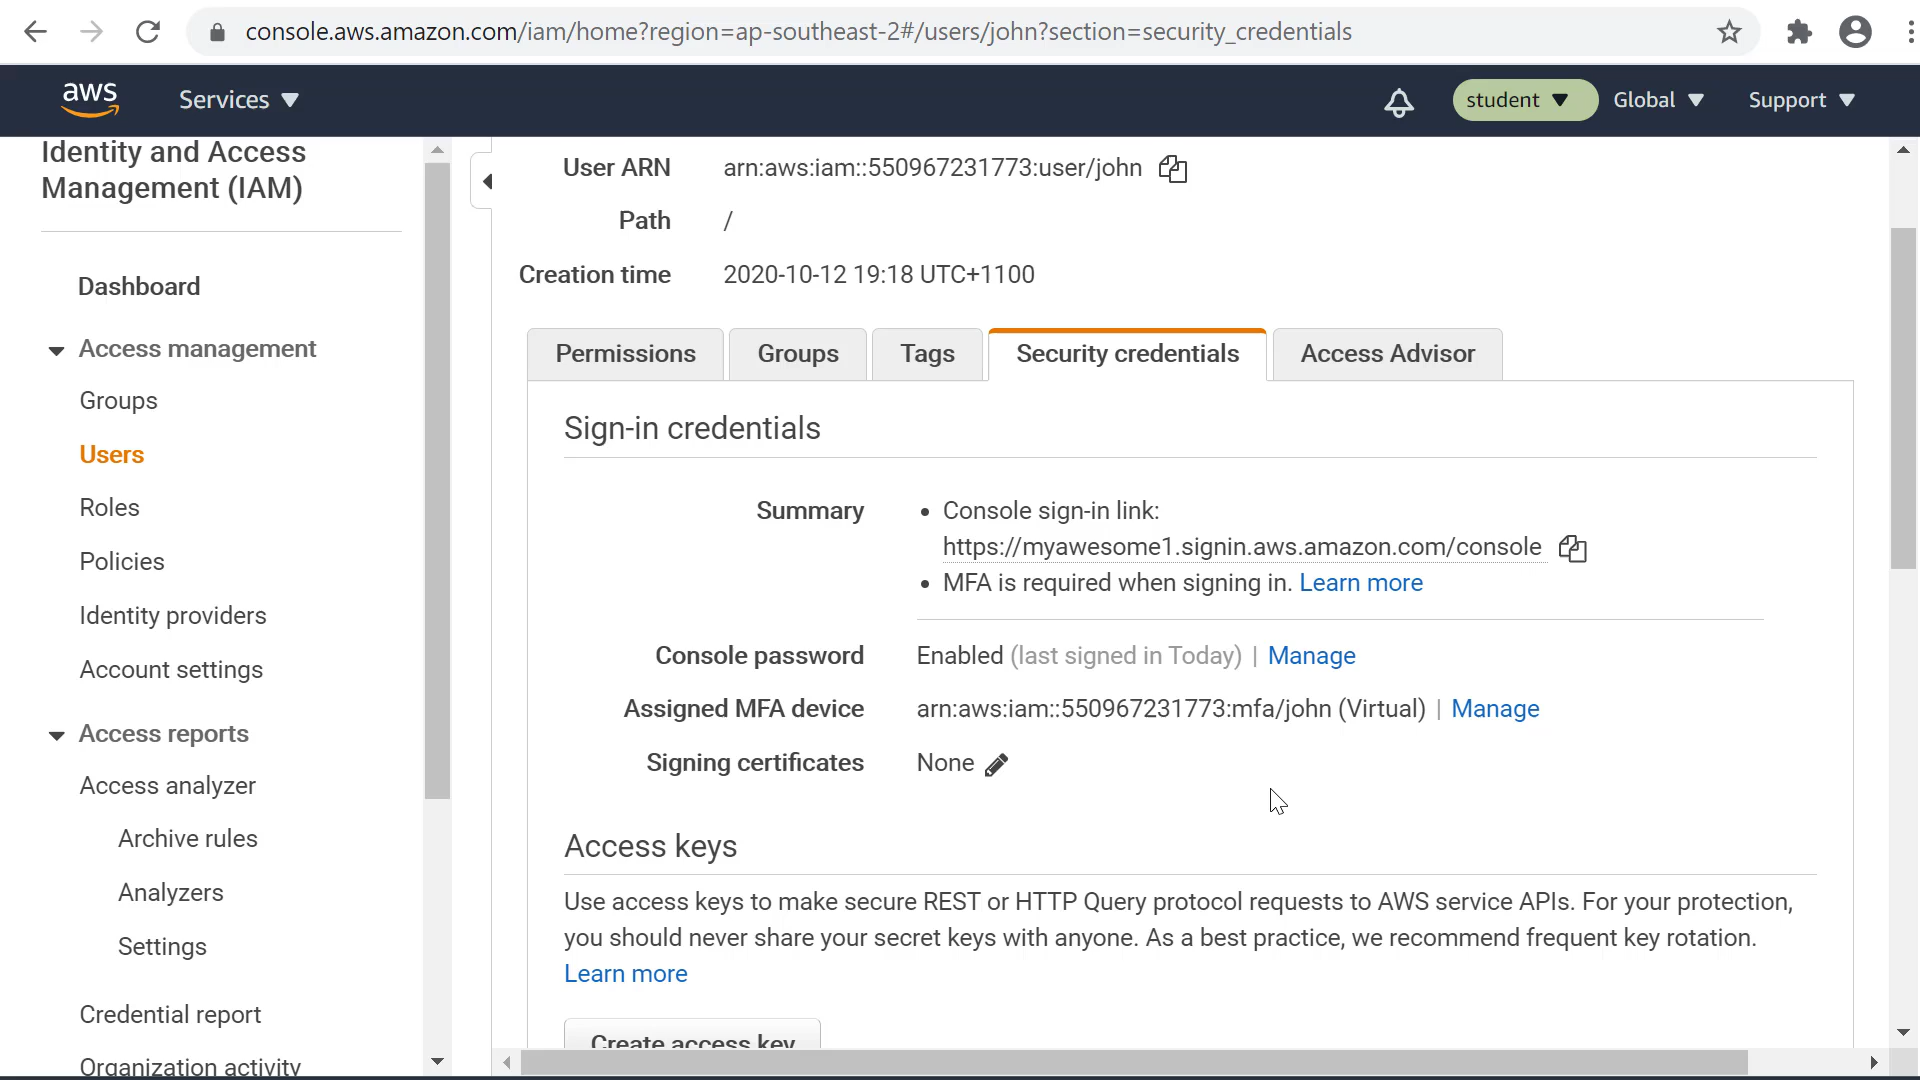 console.aws.amazon.com/iam/home?region=ap-southeast-2#/users/john?section=security_credentials
aws
Services
student
Global
Support
Identity and Access
Management (IAM)
Dashboard
Access management
Groups
Users
Roles
Policies
Identity providers
Account settings
Access reports
Access analyzer
Archive rules
Analyzers
Settings
Credential report
Organization activity
User ARN arn:aws:iam::550967231773:user/john
Path /
Creation time 2020-10-12 19:18 UTC+1100
Permissions
Groups
Tags
Security credentials
Access Advisor
Sign-in credentials
Summary • Console sign-in link:
https://myawesome1.signin.aws.amazon.com/console
• MFA is required when signing in. Learn more
Console password Enabled (last signed in Today) | Manage
Assigned MFA device arn:aws:iam::550967231773:mfa/john (Virtual) | Manage
Signing certificates None
Access keys
Use access keys to make secure REST or HTTP Query protocol requests to AWS service APIs. For your protection,
you should never share your secret keys with anyone. As a best practice, we recommend frequent key rotation.
Learn more
Create access key